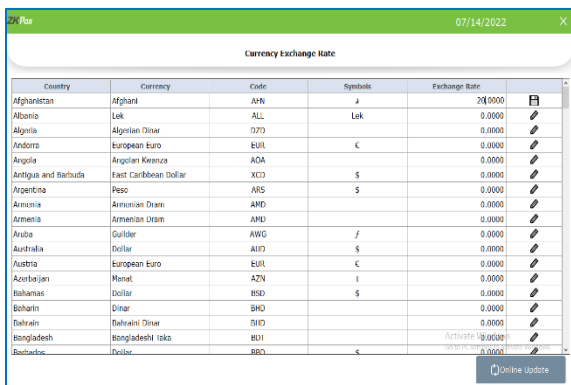 ZKPos 07/14/2022 X
Currency Exchange Rate
Country Currency Code Symbols Exchange Rate
Afghanistan Afghani AFN ؋ 20.0000
Albania Lek ALL Lek 0.0000
Algeria Algerian Dinar DZD 0.0000
Andorra European Euro EUR € 0.0000
Angola Angolan Kwanza AOA 0.0000
Antigua and Barbuda East Caribbean Dollar XCD $ 0.0000
Argentina Peso ARS $ 0.0000
Armenia Armenian Dram AMD 0.0000
Armenia Armenian Dram AMD 0.0000
Aruba Guilder AWG ƒ 0.0000
Australia Dollar AUD $ 0.0000
Austria European Euro EUR € 0.0000
Azerbaijan Manat AZN 0.0000
Bahamas Dollar BSD $ 0.0000
Baharin Dinar BHD 0.0000
Bahrain Bahraini Dinar BHD 0.0000
Bangladesh Bangladeshi Taka BDT 0.0000
Barbados Dollar BBD $ 0.0000
Activate Windows
Online Update